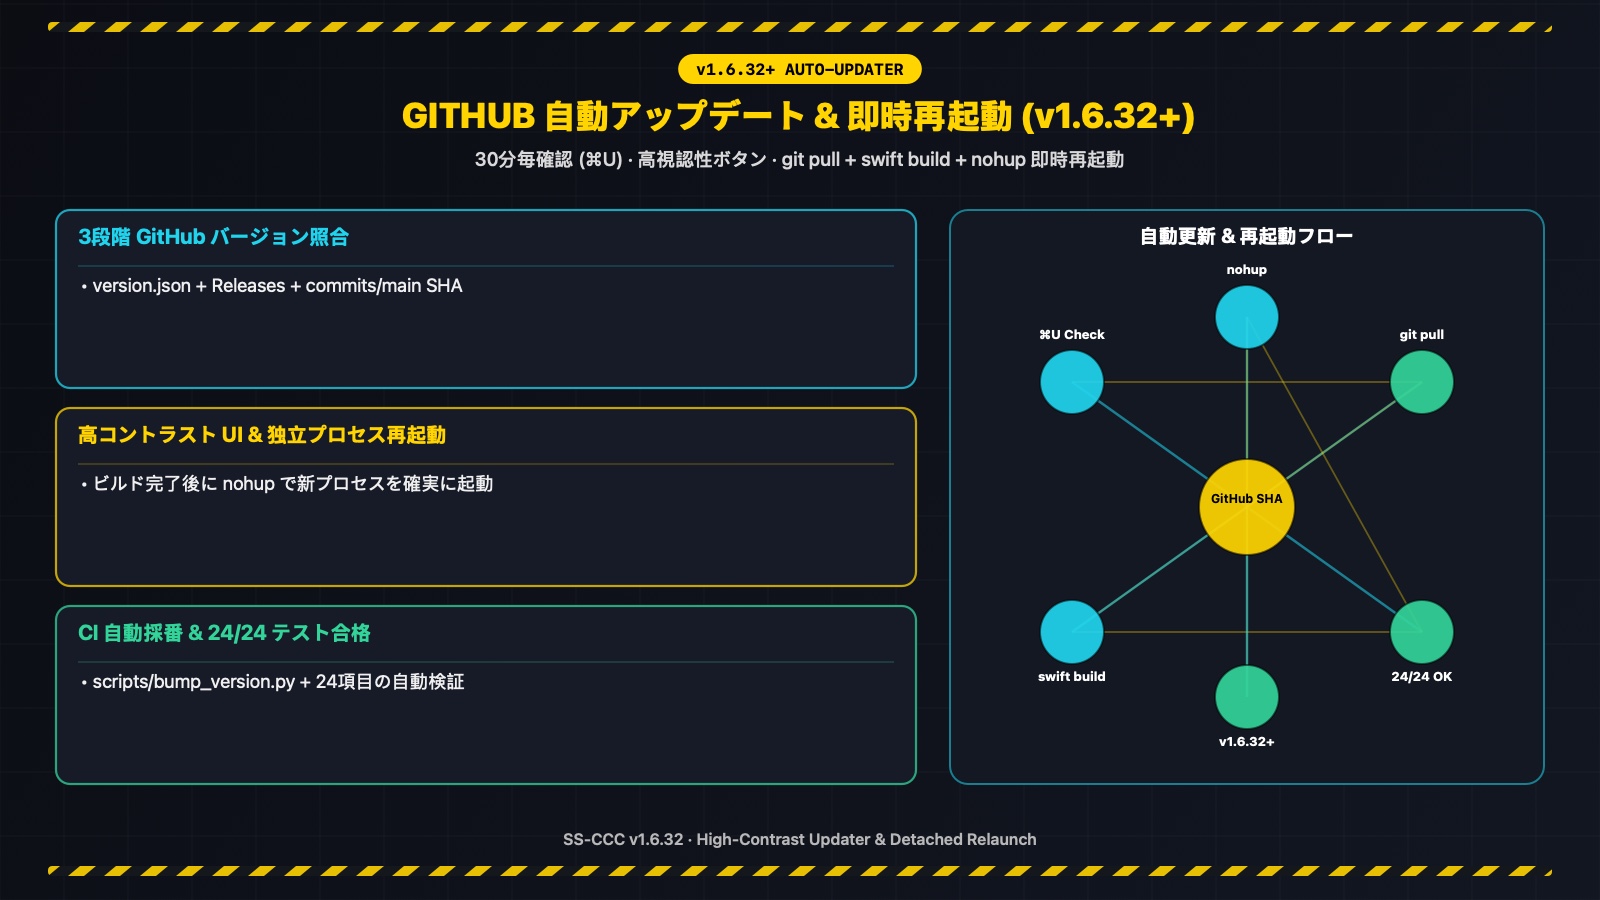 v1.6.32+ AUTO-UPDATER
GITHUB 自動アップデート & 即時再起動 (v1.6.32+)
30分毎確認 (⌘U) · 高視認性ボタン · git pull + swift build + nohup 即時再起動
3段階 GitHub バージョン照合
• version.json + Releases + commits/main SHA
高コントラスト UI & 独立プロセス再起動
• ビルド完了後に nohup で新プロセスを確実に起動
CI 自動採番 & 24/24 テスト合格
• scripts/bump_version.py + 24項目の自動検証
自動更新 & 再起動フロー
nohup
⌘U Check
git pull
GitHub SHA
swift build
24/24 OK
v1.6.32+
SS-CCC v1.6.32 · High-Contrast Updater & Detached Relaunch